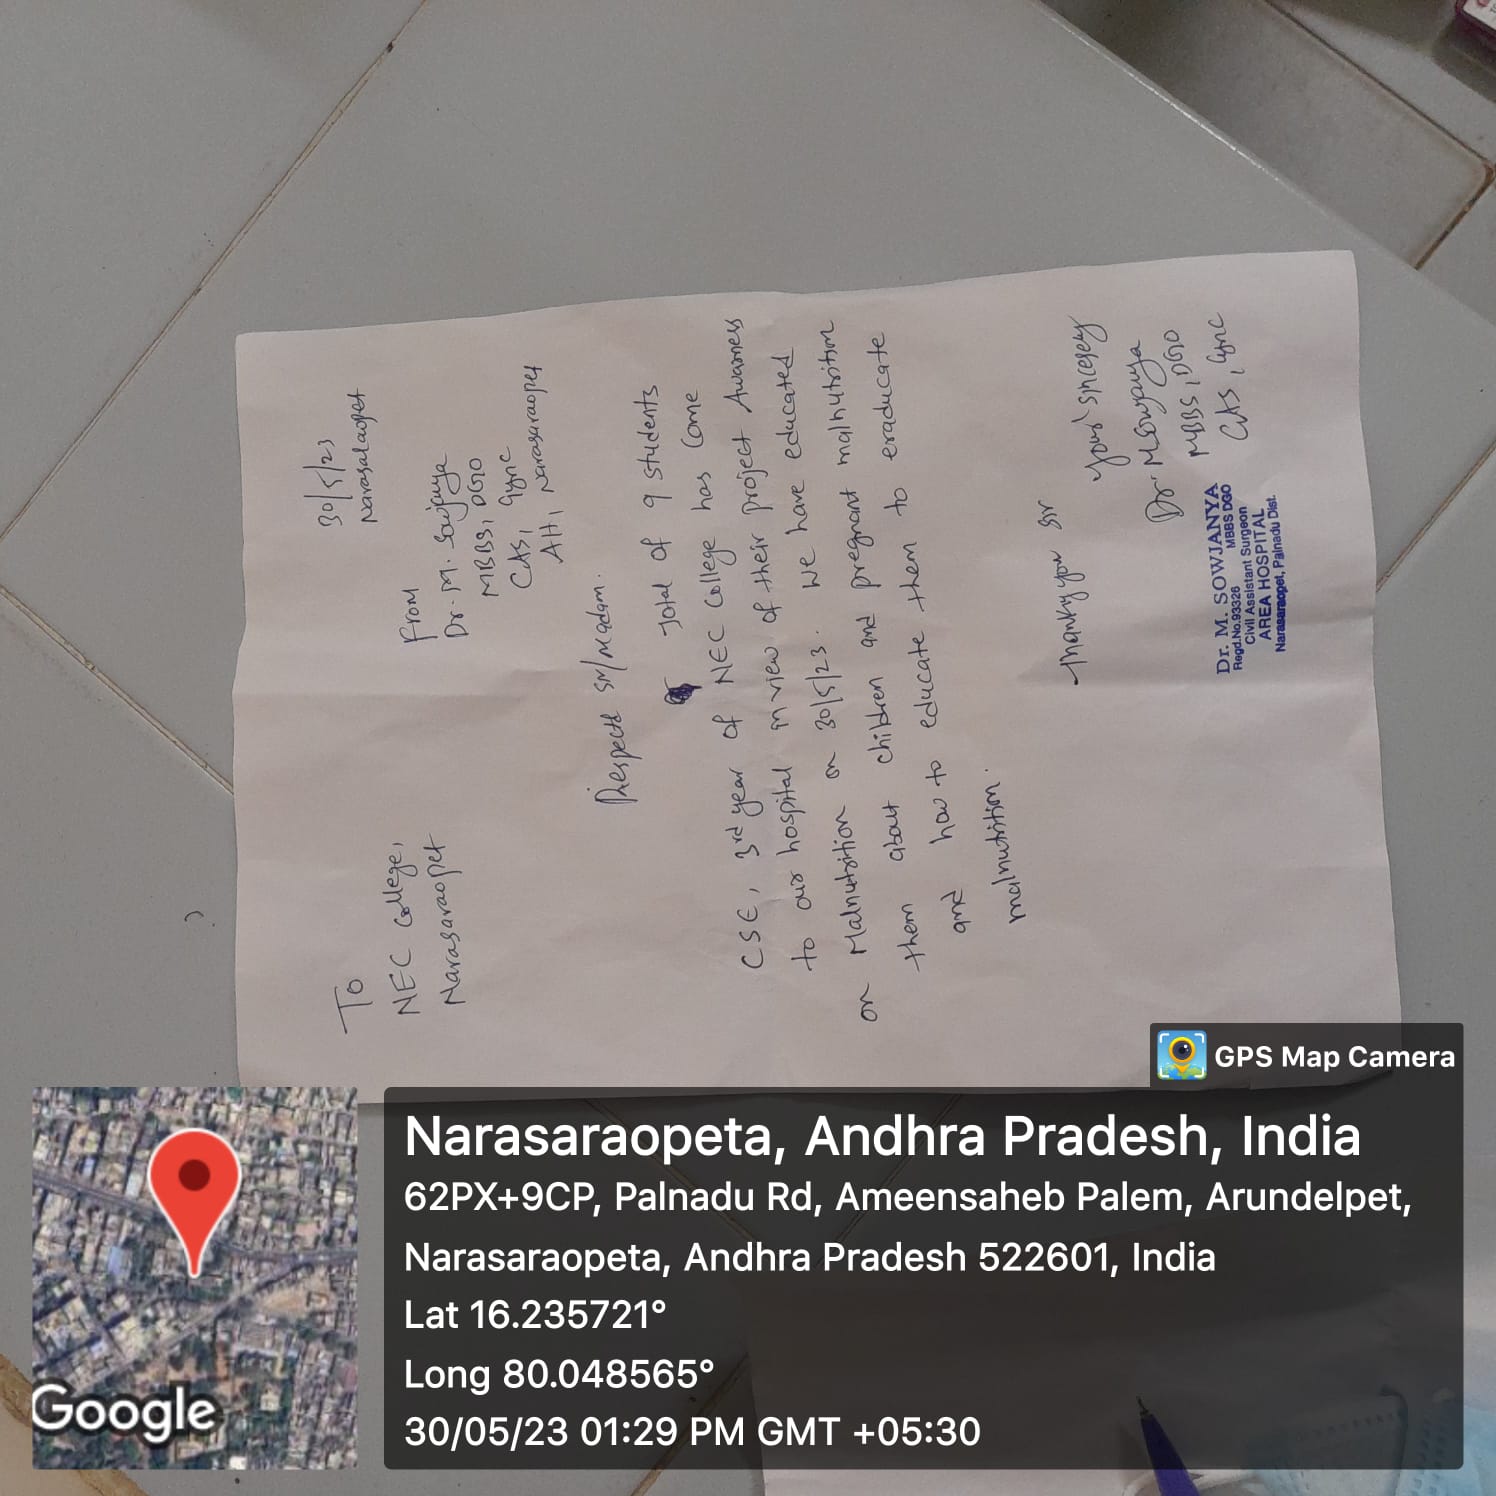 30/5/23
Narasalaopet
To
NEC College,
Narasaraopet
From
Dr. M. Sowjanya
MBBS, DGO
CAS, Gync
AH, Narasaraopet
Respectd Sir/Madam.
Total of 9 students
CSE, 3rd year of NEC College has come
to our hospital in view of their project Awarness
on Malnutrition on 30/5/23. We have educated
them about children and pregnant malnutrition
and how to educate them to eraducate
malnutrition.
Thankyou Sir
Your sincerey
Dr. M Sowjanya
MBBS, DGO
CAS, Gync
Dr. M. SOWJANYA
MBBS DGO
Regd.No.93326
Civil Assistant Surgeon
AREA HOSPITAL
Narasaraopet, Palnadu Dist.
GPS Map Camera
Narasaraopeta, Andhra Pradesh, India
62PX+9CP, Palnadu Rd, Ameensaheb Palem, Arundelpet,
Narasaraopeta, Andhra Pradesh 522601, India
Lat 16.235721°
Long 80.048565°
30/05/23 01:29 PM GMT +05:30
Google